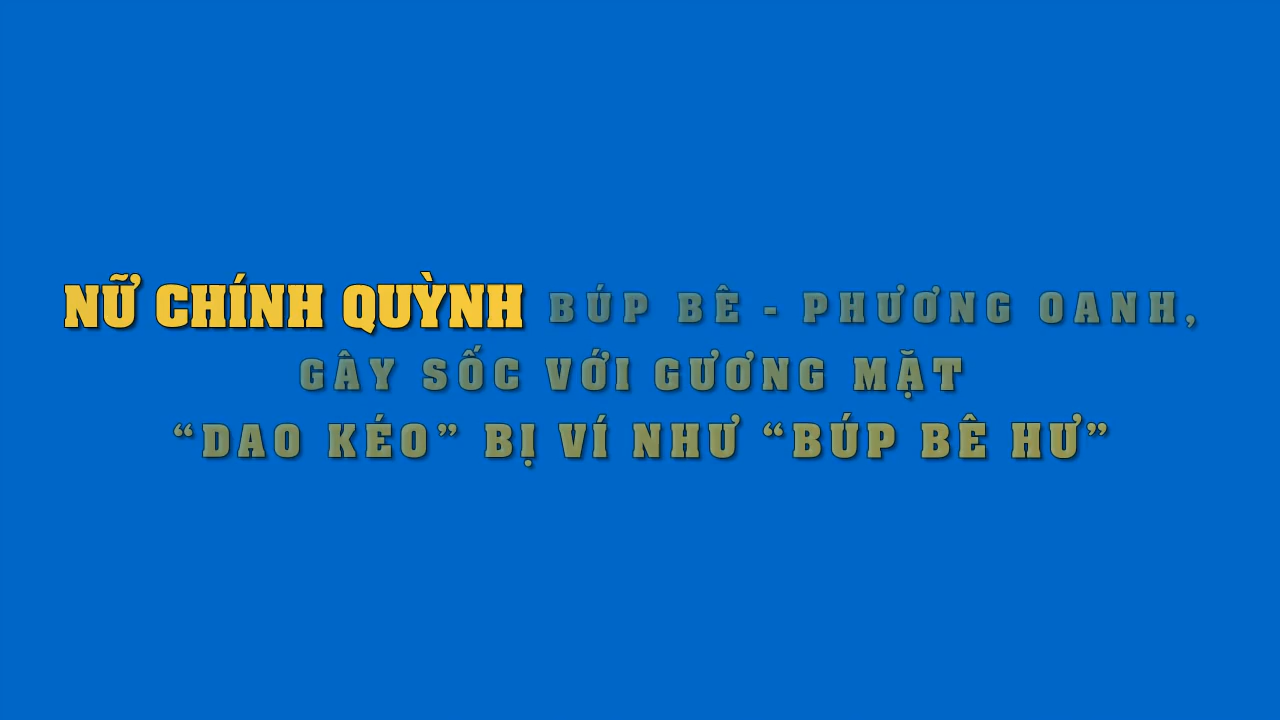 NỮ CHÍNH QUỲNH BÚP BÊ - PHƯƠNG OANH,
GÂY SỐC VỚI GƯƠNG MẶT
“DAO KÉO” BỊ VÍ NHƯ “BÚP BÊ HƯ”